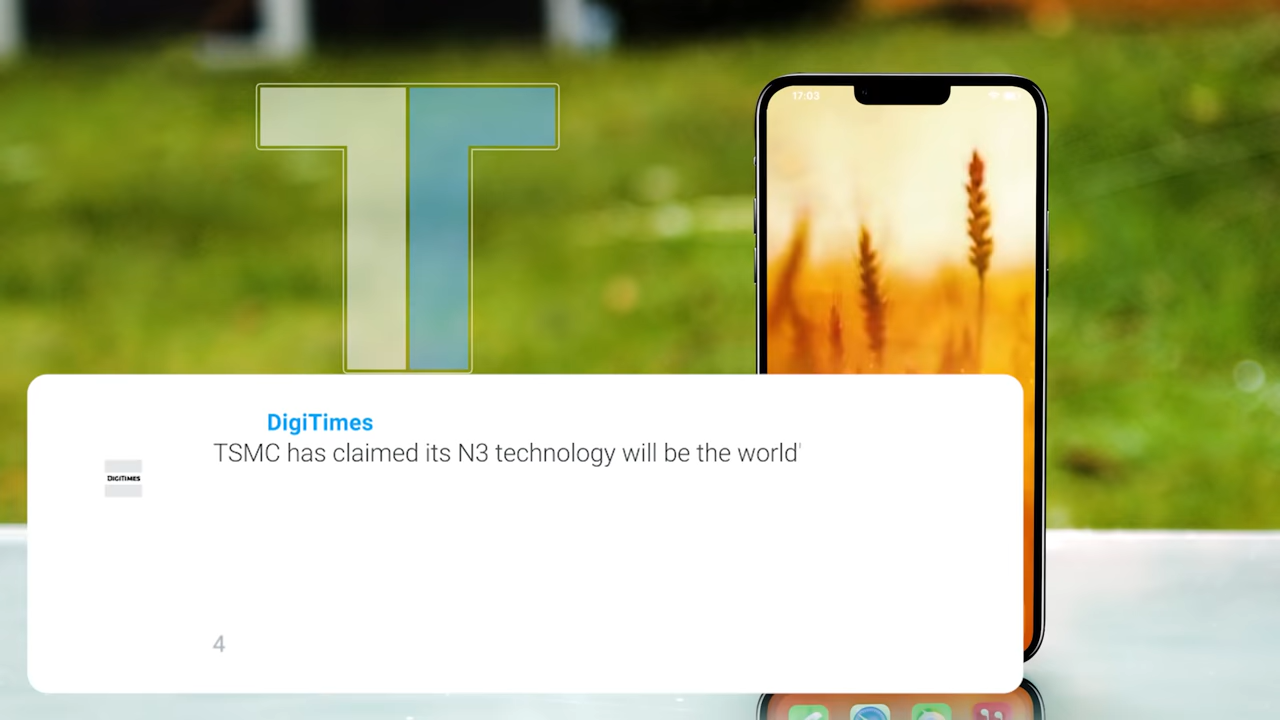 17:03
DigiTimes
TSMC has claimed its N3 technology will be the world'
DIGITIMES
4